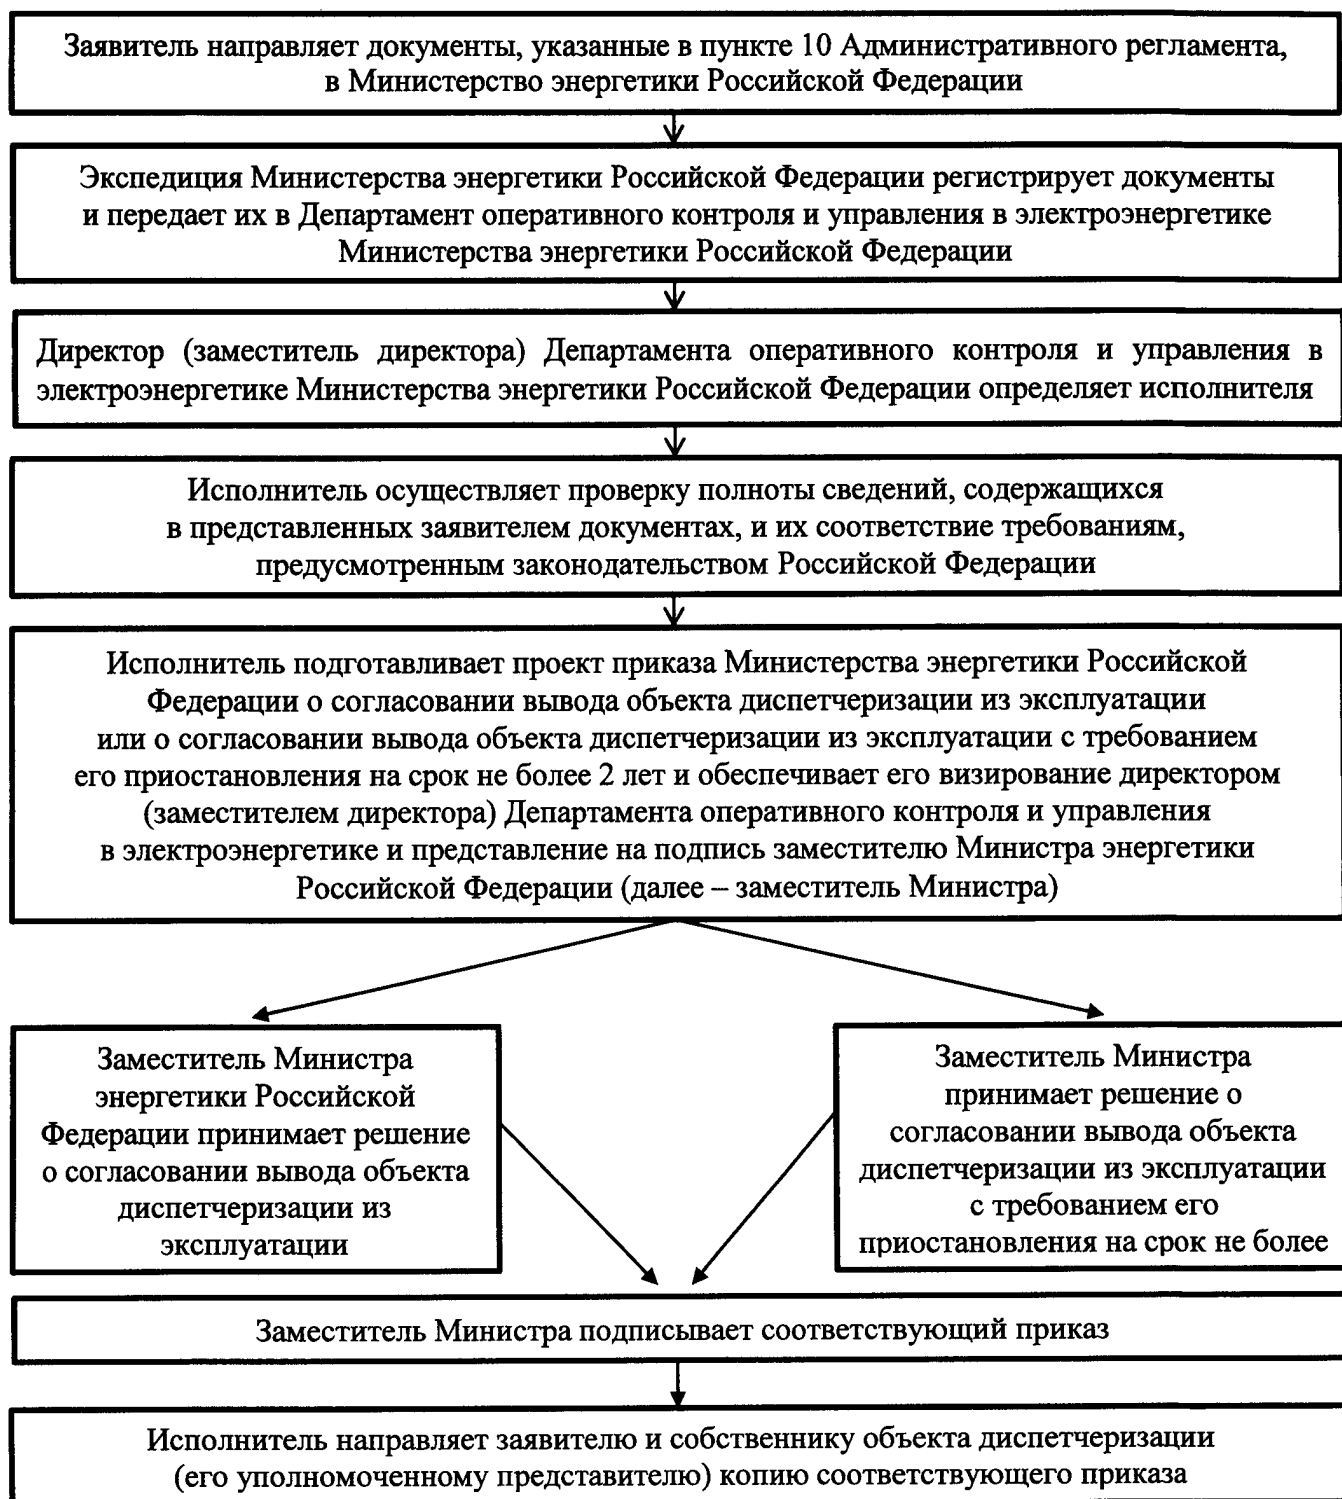 Заявитель направляет документы, указанные в пункте 10 Административного регламента,
в Министерство энергетики Российской Федерации
Экспедиция Министерства энергетики Российской Федерации регистрирует документы
и передает их в Департамент оперативного контроля и управления в электроэнергетике
Министерства энергетики Российской Федерации
Директор (заместитель директора) Департамента оперативного контроля и управления в
электроэнергетике Министерства энергетики Российской Федерации определяет исполнителя
Исполнитель осуществляет проверку полноты сведений, содержащихся
в представленных заявителем документах, и их соответствие требованиям,
предусмотренным законодательством Российской Федерации
Исполнитель подготавливает проект приказа Министерства энергетики Российской
Федерации о согласовании вывода объекта диспетчеризации из эксплуатации
или о согласовании вывода объекта диспетчеризации из эксплуатации с требованием
его приостановления на срок не более 2 лет и обеспечивает его визирование директором
(заместителем директора) Департамента оперативного контроля и управления
в электроэнергетике и представление на подпись заместителю Министра энергетики
Российской Федерации (далее – заместитель Министра)
Заместитель Министра
энергетики Российской
Федерации принимает решение
о согласовании вывода объекта
диспетчеризации из
эксплуатации
Заместитель Министра
принимает решение о
согласовании вывода объекта
диспетчеризации из эксплуатации
с требованием его
приостановления на срок не более
Заместитель Министра подписывает соответствующий приказ
Исполнитель направляет заявителю и собственнику объекта диспетчеризации
(его уполномоченному представителю) копию соответствующего приказа